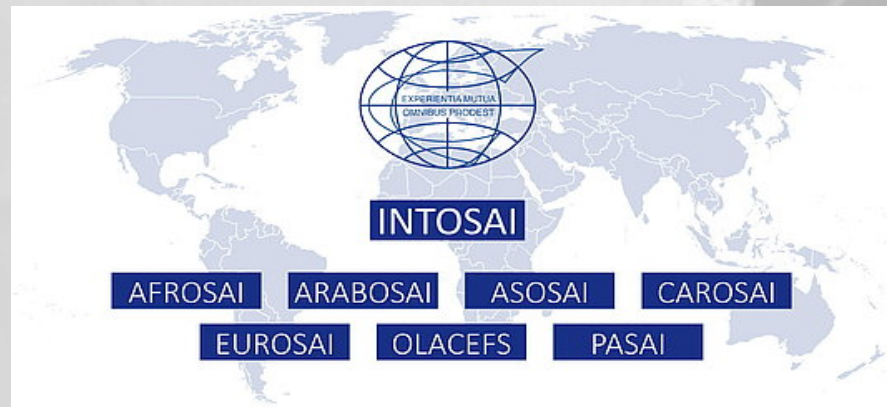 EXPERIENTIA MUTUA
OMNIBUS PRODEST
INTOSAI
AFROSAI ARABOSAI ASOSAI CAROSAI
EUROSAI OLACEFS PASAI